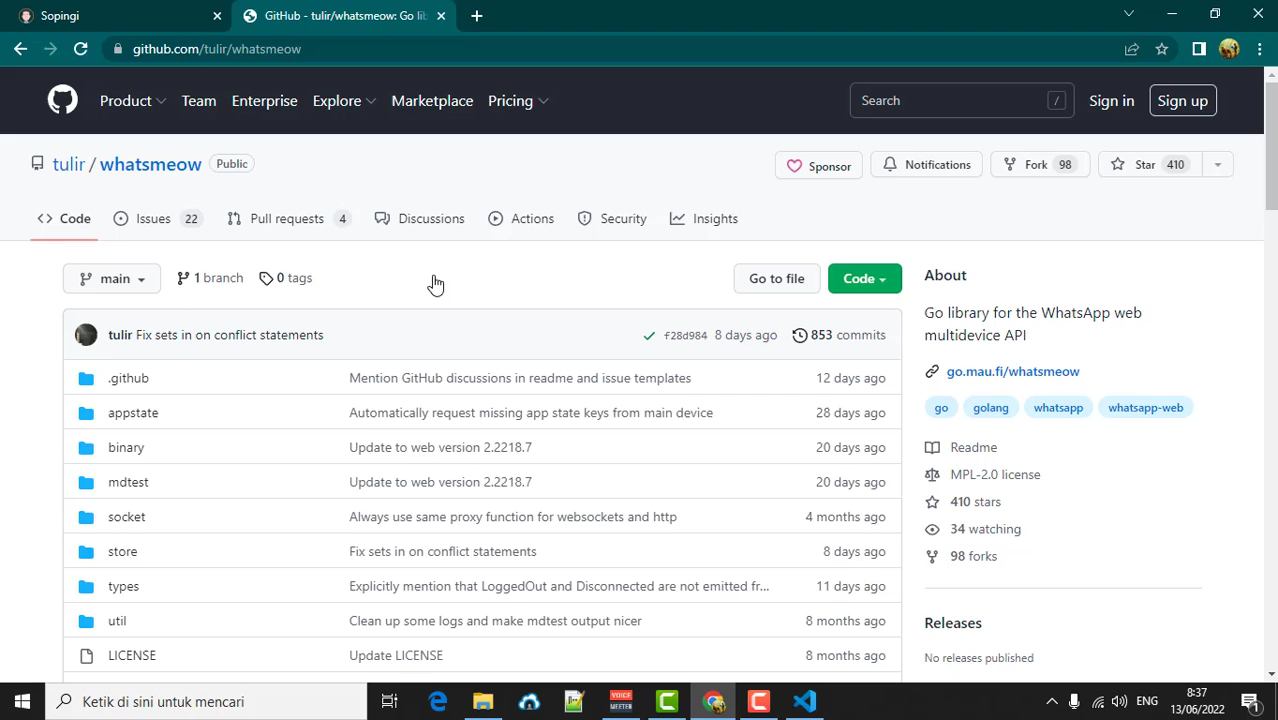 Sopingi
GitHub - tulir/whatsmeow: Go lib
github.com/tulir/whatsmeow
Product
Team
Enterprise
Explore
Marketplace
Pricing
Search
/
Sign in
Sign up
tulir / whatsmeow
Public
Sponsor
Notifications
Fork 98
Star 410
Code
Issues 22
Pull requests 4
Discussions
Actions
Security
Insights
main
1 branch
0 tags
Go to file
Code
tulir Fix sets in on conflict statements
f28d984 8 days ago
853 commits
.github Mention GitHub discussions in readme and issue templates 12 days ago
appstate Automatically request missing app state keys from main device 28 days ago
binary Update to web version 2.2218.7 20 days ago
mdtest Update to web version 2.2218.7 20 days ago
socket Always use same proxy function for websockets and http 4 months ago
store Fix sets in on conflict statements 8 days ago
types Explicitly mention that LoggedOut and Disconnected are not emitted fr... 11 days ago
util Clean up some logs and make mdtest output nicer 8 months ago
LICENSE Update LICENSE 8 months ago
About
Go library for the WhatsApp web
multidevice API
go.mau.fi/whatsmeow
go golang whatsapp whatsapp-web
Readme
MPL-2.0 license
410 stars
34 watching
98 forks
Releases
No releases published
Ketik di sini untuk mencari
VOICE
MEETER
ENG
8:37
13/06/2022
1